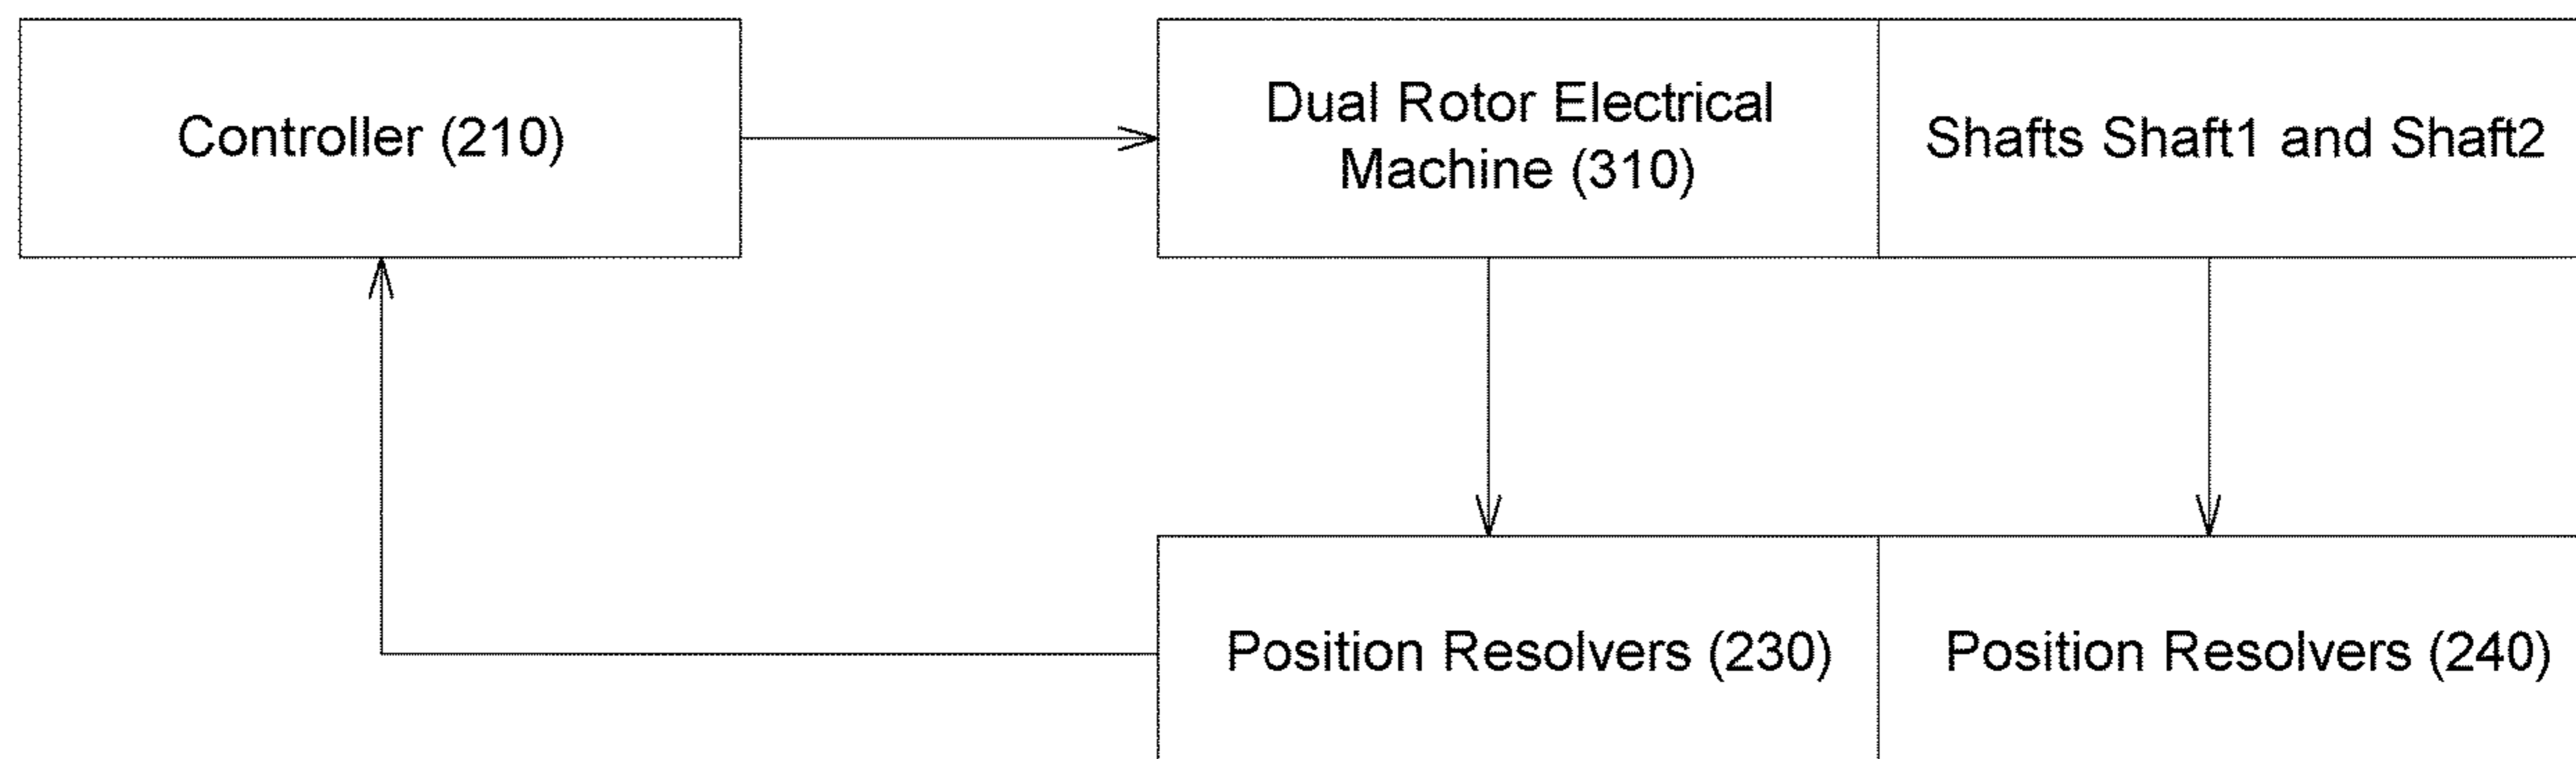 Controller (210)
Dual Rotor Electrical
Machine (310)
Shafts Shaft1 and Shaft2
Position Resolvers (230)
Position Resolvers (240)